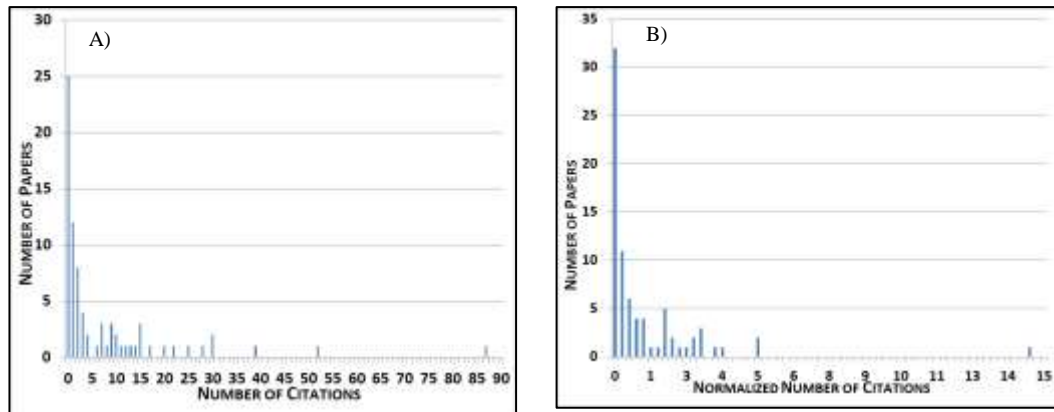 A)
30
25
20
15
10
5
0
NUMBER OF PAPERS
0 5 10 15 20 25 30 35 40 45 50 55 60 65 70 75 80 85 90
NUMBER OF CITATIONS
B)
35
30
25
20
15
10
5
0
NUMBER OF PAPERS
0 1 3 4 5 6 8 9 10 11 13 14 15
NORMALIZED NUMBER OF CITATIONS